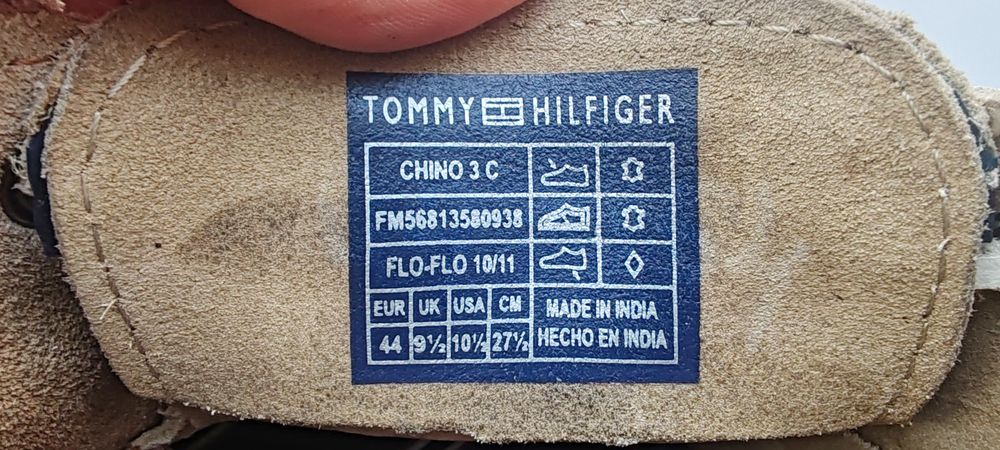 TOMMY HILFIGER
CHINO 3 C
FM56813580938
FLO-FLO 10/11
EUR UK USA CM
44 9½ 10½ 27½
MADE IN INDIA
HECHO EN INDIA